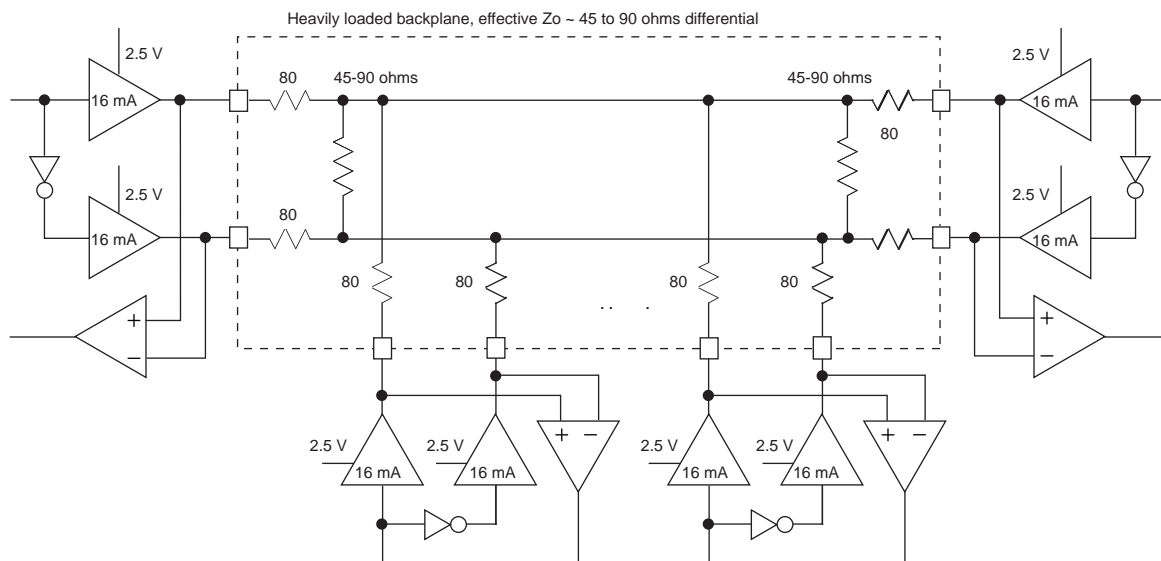 Heavily loaded backplane, effective Zo ~ 45 to 90 ohms differential
2.5 V
2.5 V
80
45-90 ohms
45-90 ohms
16 mA
16 mA
80
2.5 V
2.5 V
80
16 mA
16 mA
80
80
80
80
+
−
. . .
+
−
2.5 V
2.5 V
+ −
2.5 V
2.5 V
+ −
16 mA
16 mA
16 mA
16 mA